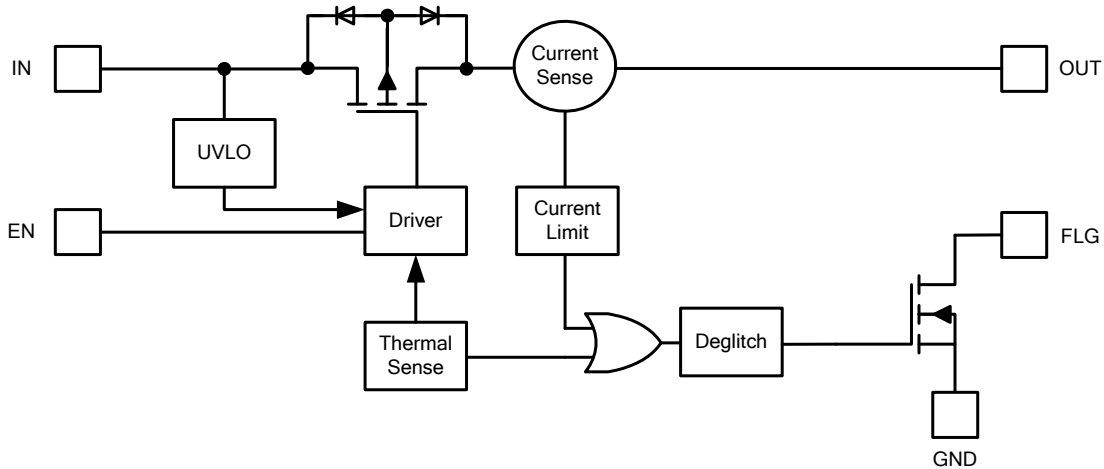 IN
Current
Sense
OUT
UVLO
EN
Driver
Current
Limit
FLG
Thermal
Sense
Deglitch
GND